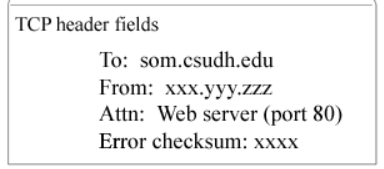 TCP header fields
To: som.csudh.edu
From: xxx.yyy.zzz
Attn: Web server (port 80)
Error checksum: xxxx